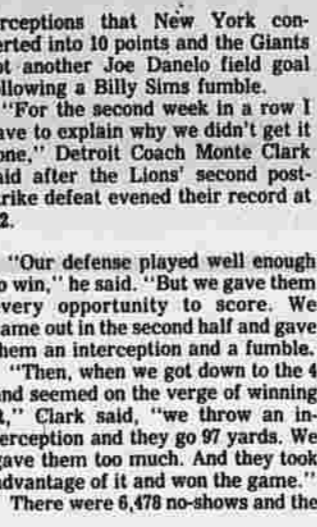 rceptions that New York con-
erted into 10 points and the Giants
ot another Joe Danelo field goal
llowing a Billy Sims fumble.
"For the second week in a row I
ave to explain why we didn't get it
one," Detroit Coach Monte Clark
aid after the Lions' second post-
trike defeat evened their record at
2.
"Our defense played well enough
o win," he said. "But we gave them
very opportunity to score. We
ame out in the second half and gave
hem an interception and a fumble.
"Then, when we got down to the 4
and seemed on the verge of winning
t," Clark said, "we throw an in-
erception and they go 97 yards. We
gave them too much. And they took
advantage of it and won the game."
There were 6,478 no-shows and the